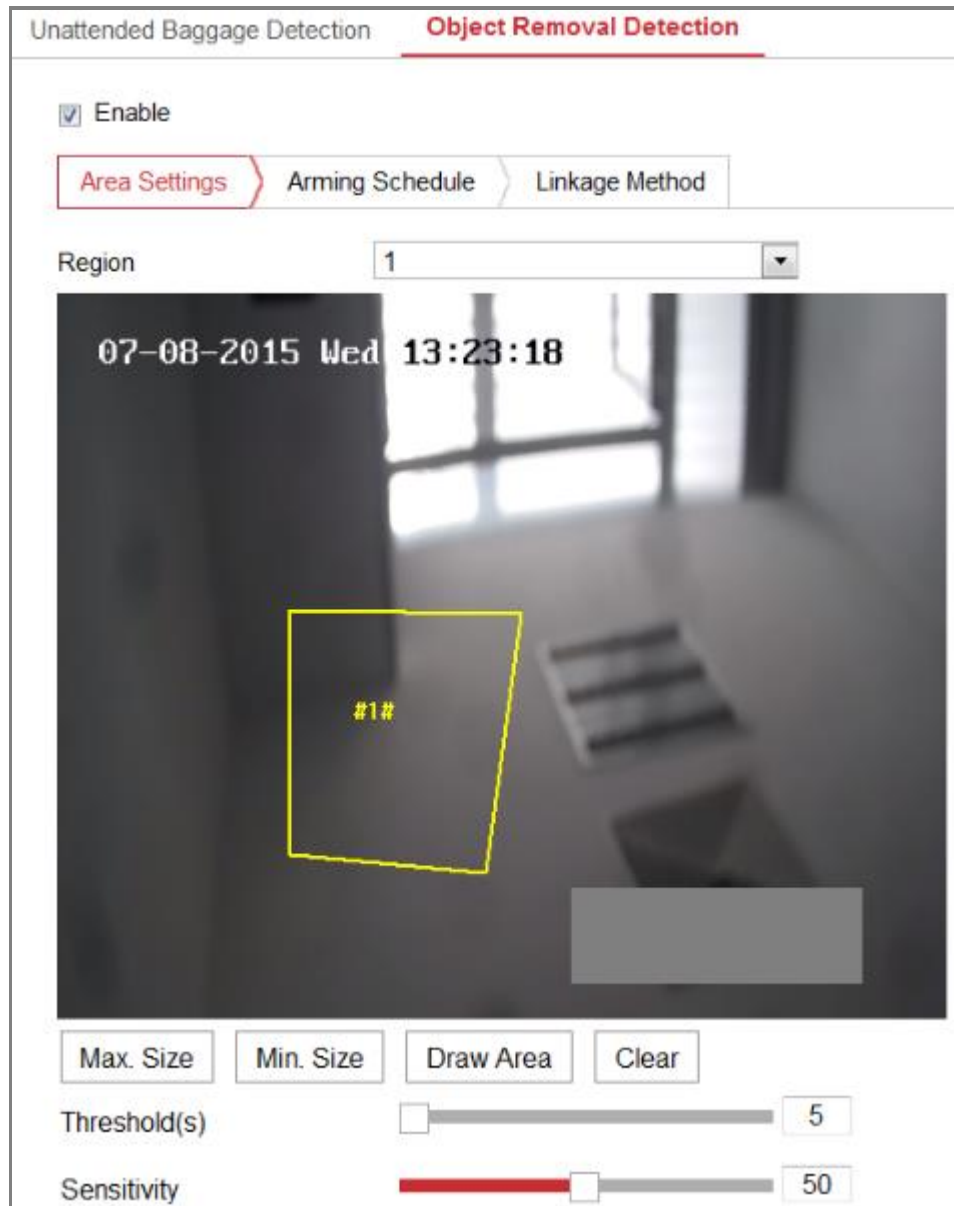 Unattended Baggage Detection Object Removal Detection
Enable
Area Settings Arming Schedule Linkage Method
Region 1
07-08-2015 Wed 13:23:18
#1#
Max. Size Min. Size Draw Area Clear
Threshold(s) 5
Sensitivity 50